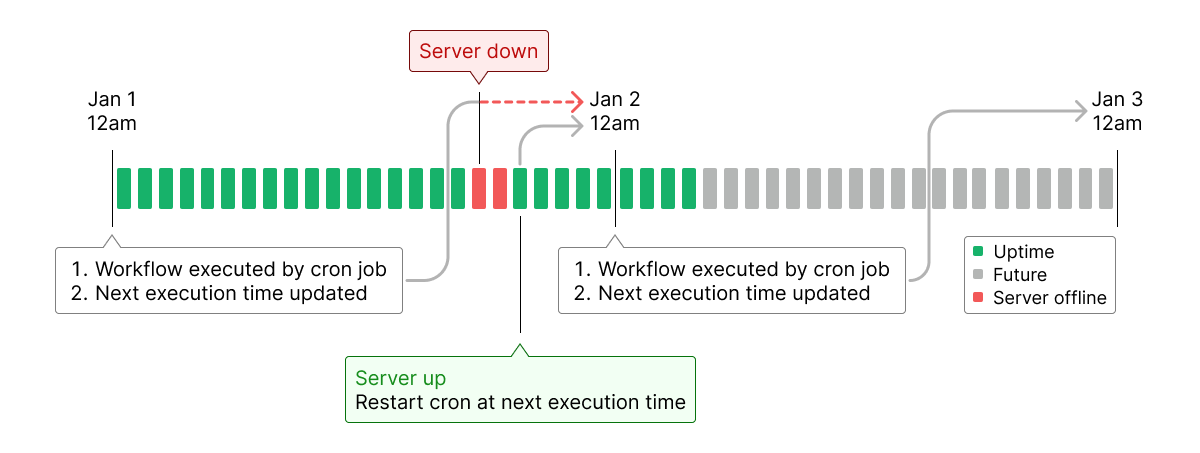 Server down
Jan 1
12am
Jan 2
12am
Jan 3
12am
1. Workflow executed by cron job
2. Next execution time updated
1. Workflow executed by cron job
2. Next execution time updated
Uptime
Future
Server offline
Server up
Restart cron at next execution time